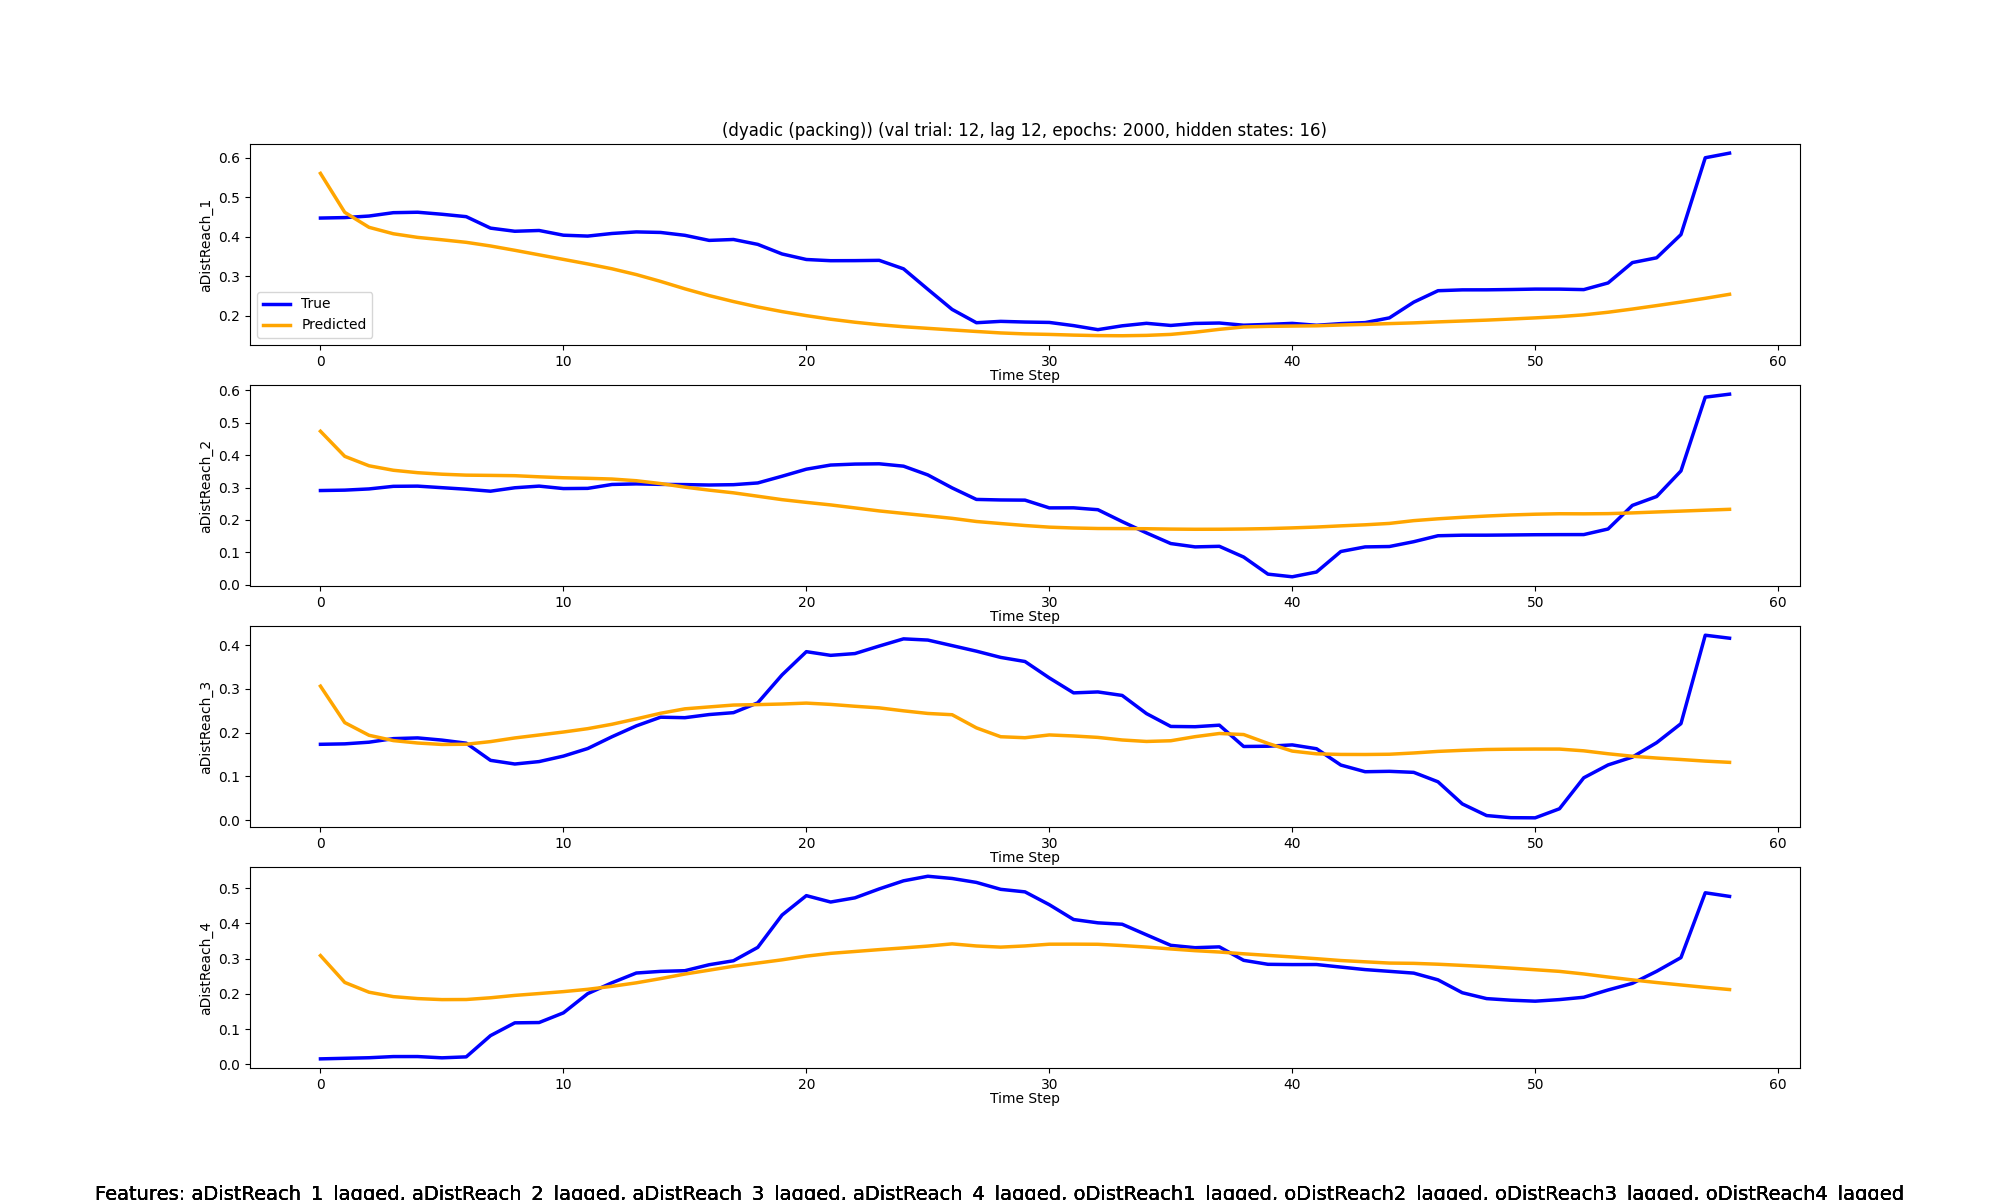 (dyadic (packing)) (val trial: 12, lag 12, epochs: 2000, hidden states: 16)
0.6
0.5
0.4
0.3
0.2
aDistReach_1
True
Predicted
0 10 20 30 40 50 60
Time Step
0.6
0.5
0.4
0.3
0.2
0.1
0.0
aDistReach_2
0 10 20 30 40 50 60
Time Step
0.4
0.3
0.2
0.1
0.0
aDistReach_3
0 10 20 30 40 50 60
Time Step
0.5
0.4
0.3
0.2
0.1
0.0
aDistReach_4
0 10 20 30 40 50 60
Time Step
Features: aDistReach_1_lagged, aDistReach_2_lagged, aDistReach_3_lagged, aDistReach_4_lagged, oDistReach1_lagged, oDistReach2_lagged, oDistReach3_lagged, oDistReach4_lagged